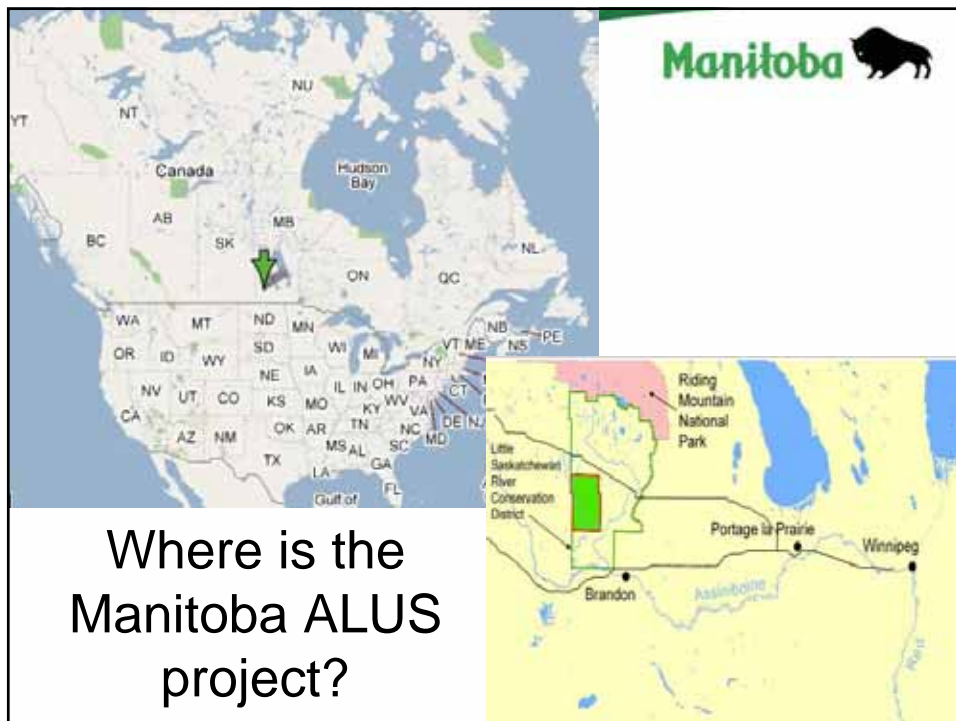 Manitoba
NU
NT
YT
Canada
Hudson
Bay
AB
MB
BC
SK
NL
ON
QC
WA
MT
ND
MN
NB
PE
OR
ID
WY
SD
WI
MI
VT
ME
NS
NY
NV
UT
CO
NE
IA
IL
IN
OH
PA
CT
CA
KS
MO
KY
WV
VA
DE
AZ
NM
OK
AR
TN
NC
MD
MS
AL
SC
TX
LA
GA
FL
Gulf of
Riding
Mountain
National
Park
Little
Saskatchewan
River
Conservation
District
Portage la Prairie
Winnipeg
Brandon
Assiniboine
Red
Where is the
Manitoba ALUS
project?